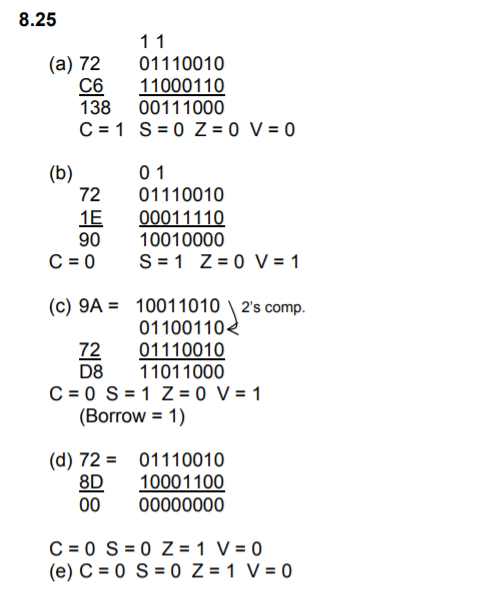 8.25
1 1
(a) 72 01110010
C6 11000110
138 00111000
C = 1 S = 0 Z = 0 V = 0
(b) 0 1
72 01110010
1E 00011110
90 10010000
C = 0 S = 1 Z = 0 V = 1
(c) 9A = 10011010 2's comp.
01100110
72 01110010
D8 11011000
C = 0 S = 1 Z = 0 V = 1
(Borrow = 1)
(d) 72 = 01110010
8D 10001100
00 00000000
C = 0 S = 0 Z = 1 V = 0
(e) C = 0 S = 0 Z = 1 V = 0